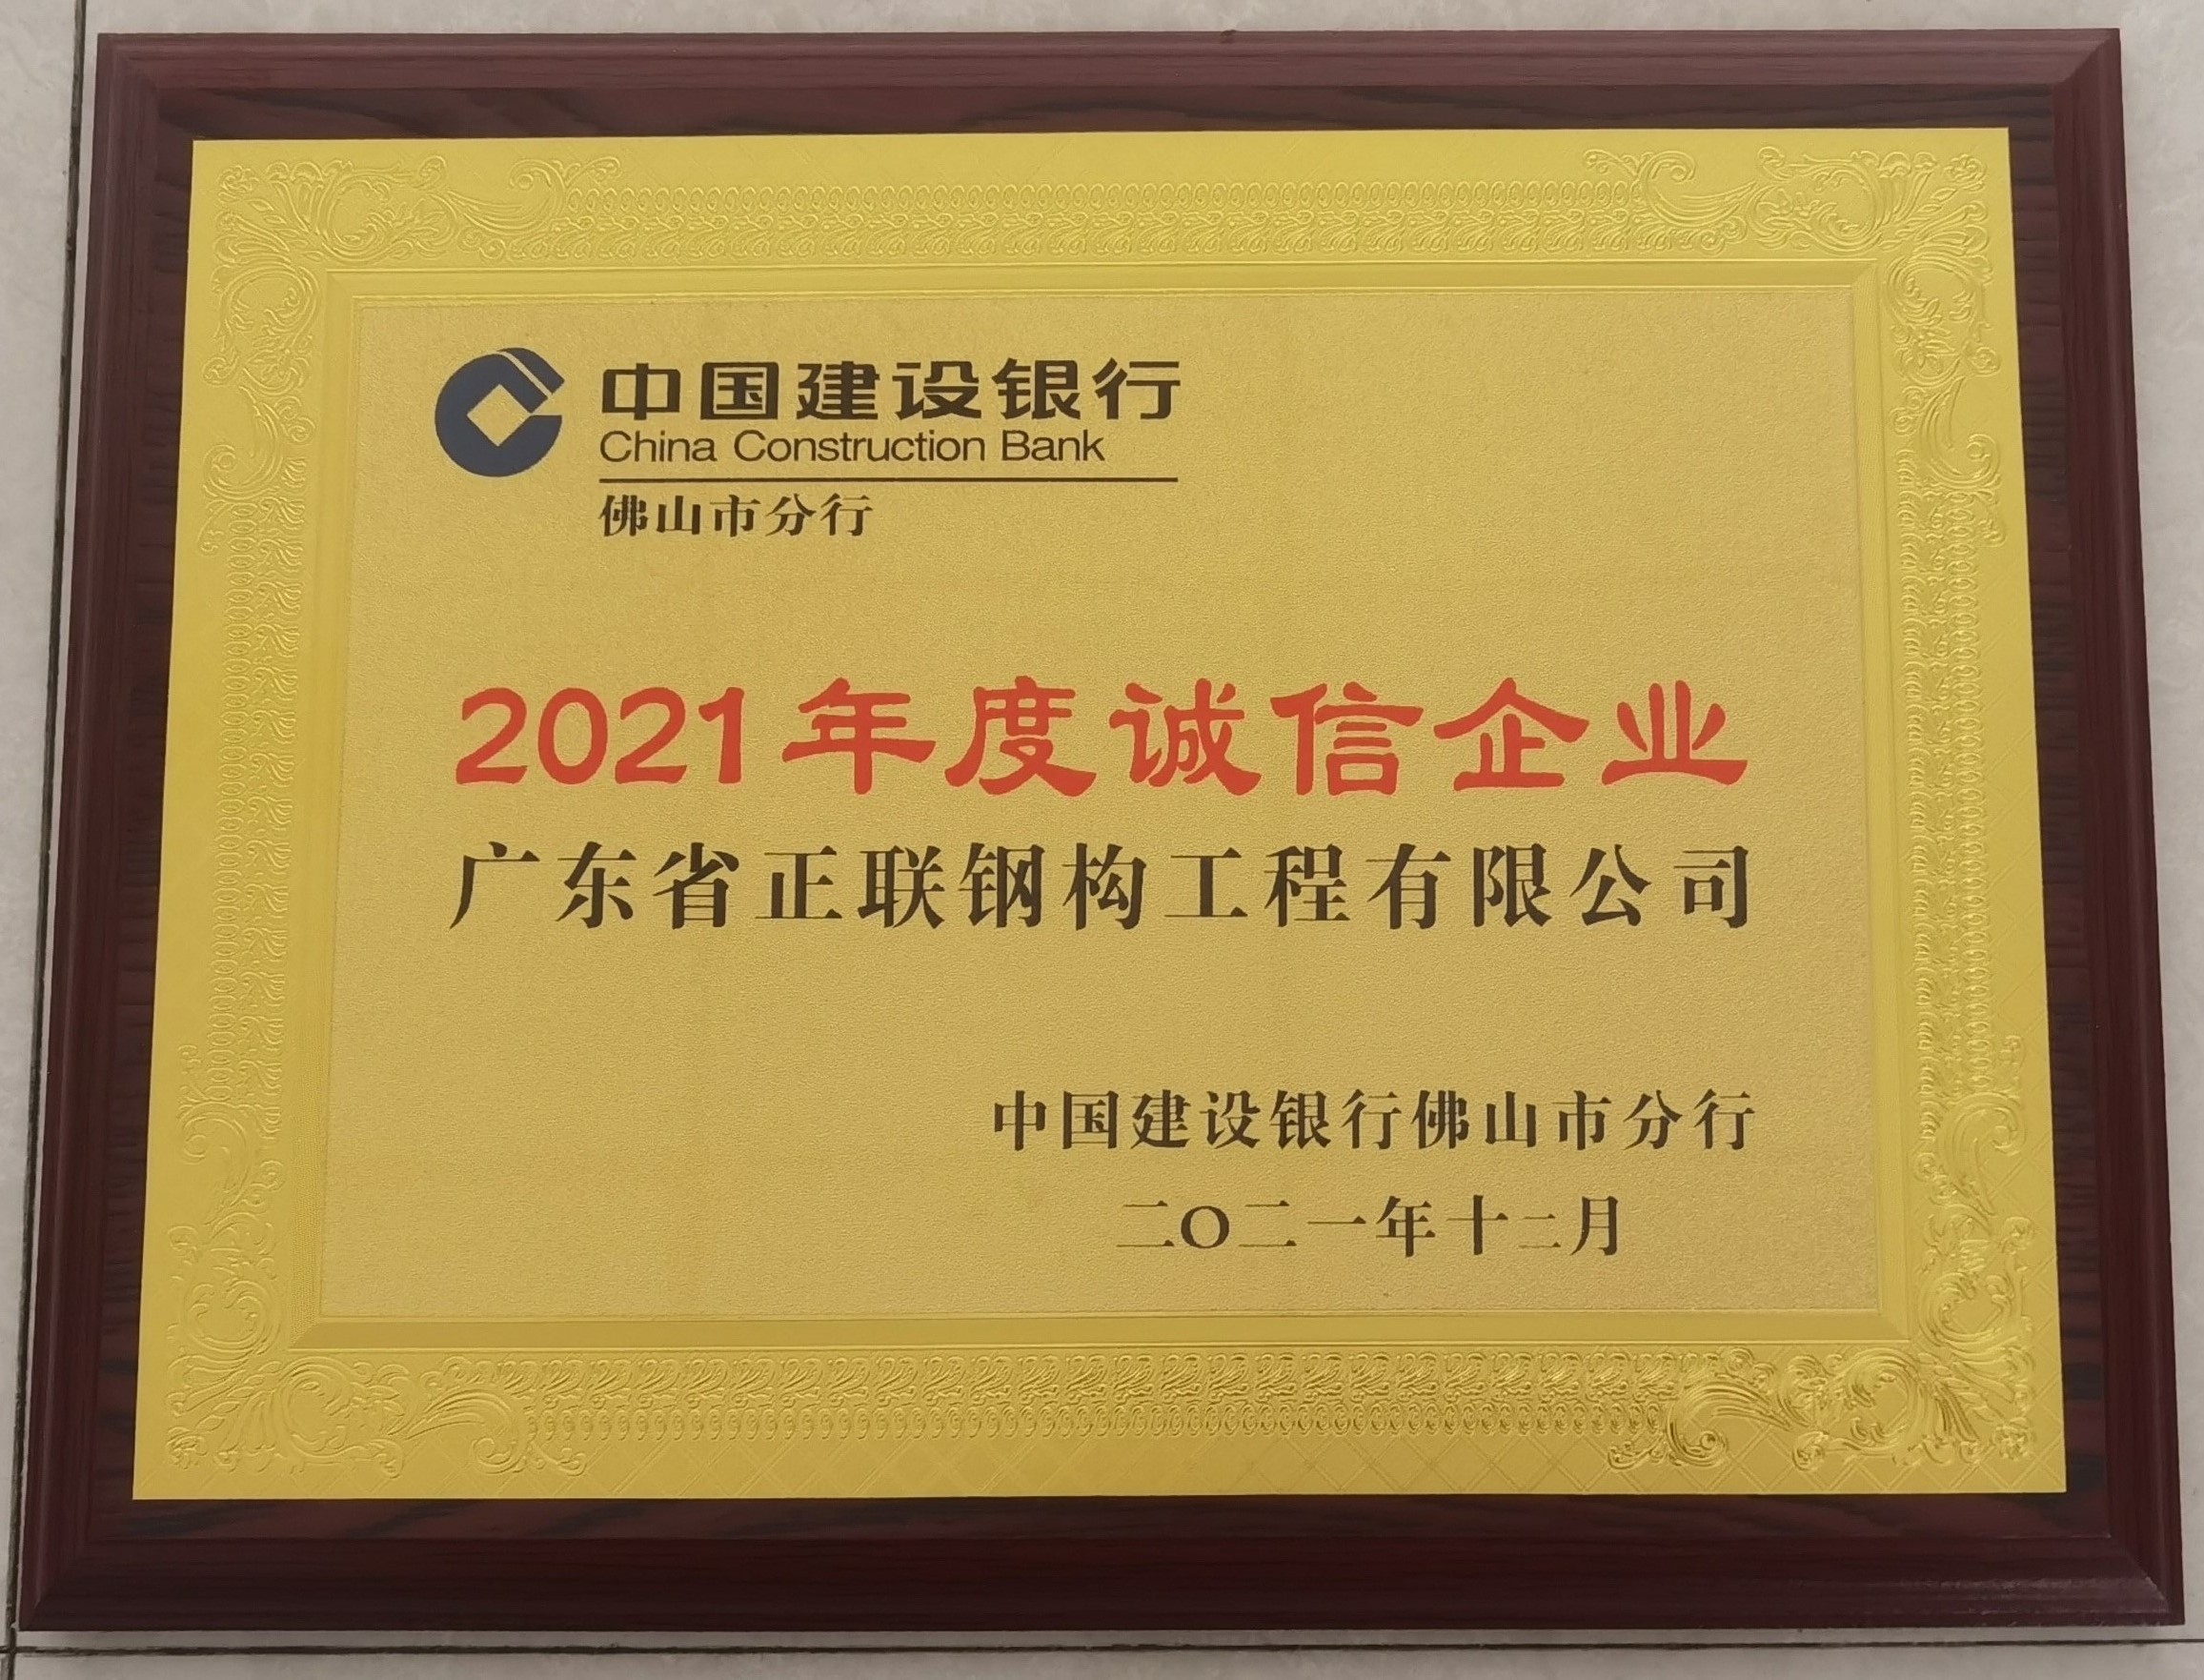 中国建设银行
China Construction Bank
佛山市分行
2021年度诚信企业
广东省正联钢构工程有限公司
中国建设银行佛山市分行
二〇二一年十二月